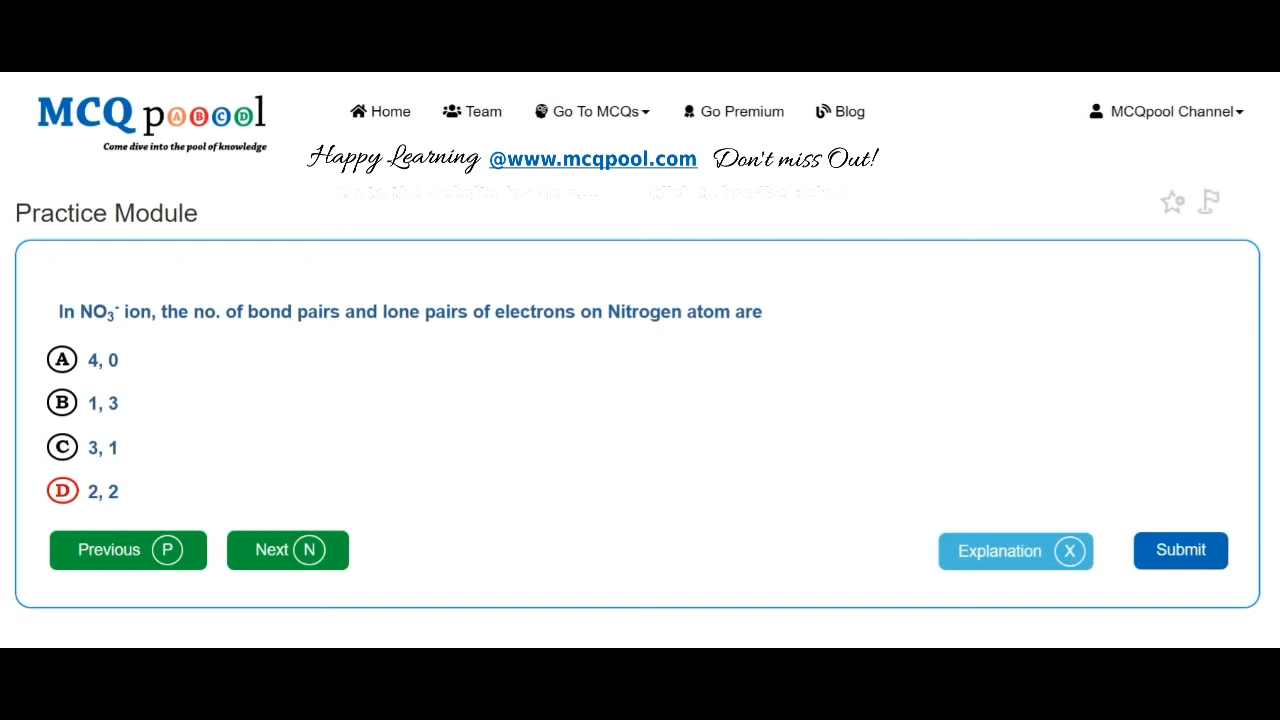 MCQ pABCDl
Come dive into the pool of knowledge
Home Team Go To MCQs Go Premium Blog MCQpool Channel
Happy Learning @www.mcqpool.com Don't miss Out!
Practice Module
In NO₃⁻ ion, the no. of bond pairs and lone pairs of electrons on Nitrogen atom are
A 4, 0
B 1, 3
C 3, 1
D 2, 2
Previous P Next N Explanation X Submit